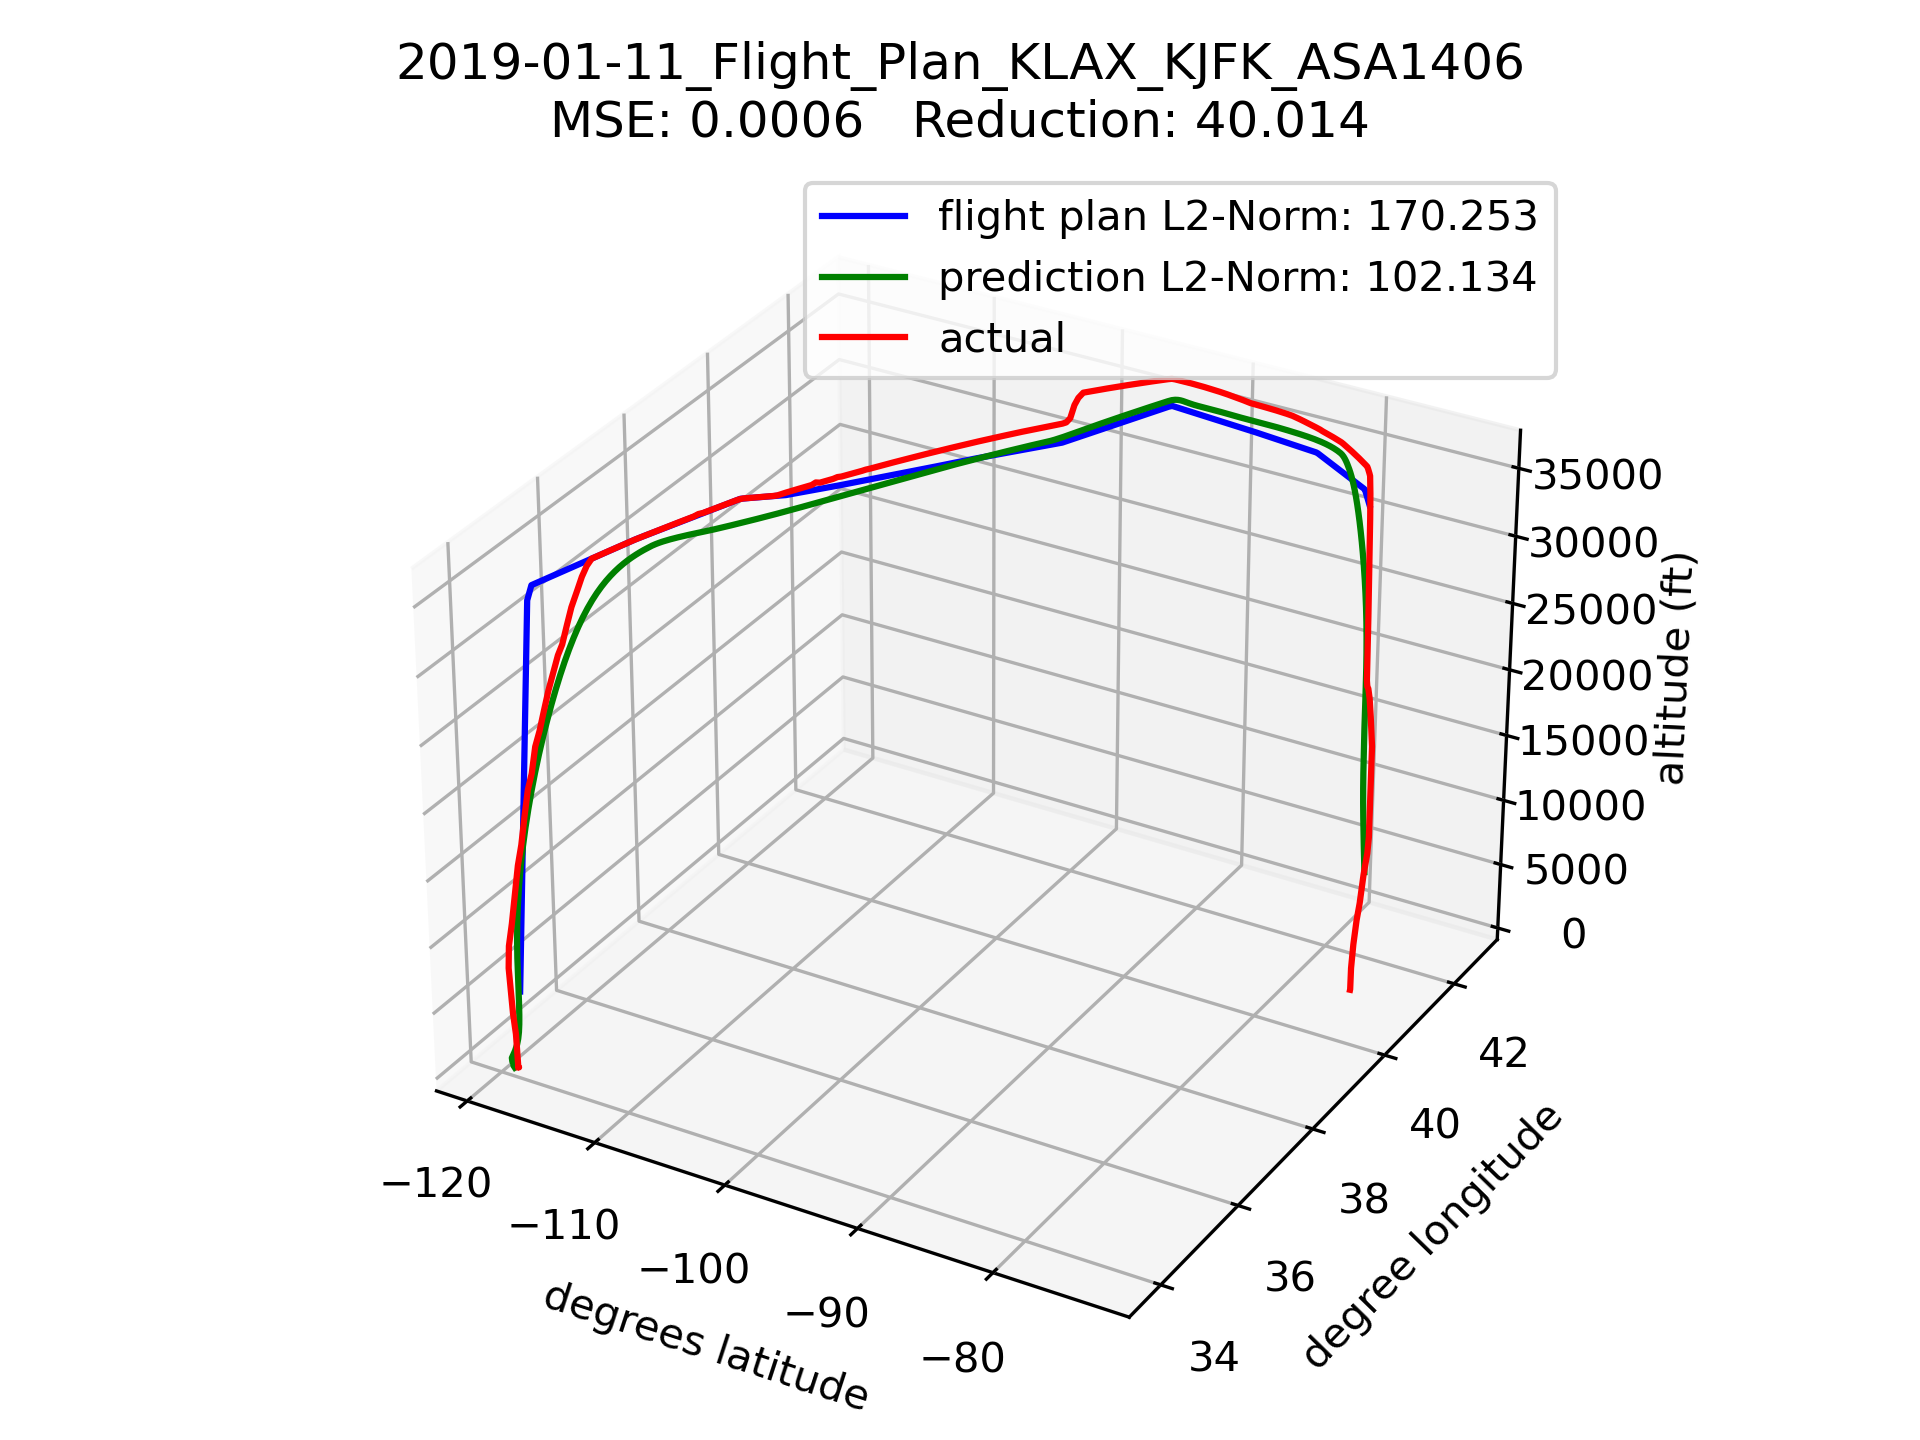 2019-01-11_Flight_Plan_KLAX_KJFK_ASA1406
MSE: 0.0006   Reduction: 40.014
flight plan L2-Norm: 170.253
prediction L2-Norm: 102.134
actual
35000
30000
25000
20000
15000
10000
5000
0
altitude (ft)
42
40
38
36
34
degree longitude
−120
−110
−100
−90
−80
degrees latitude